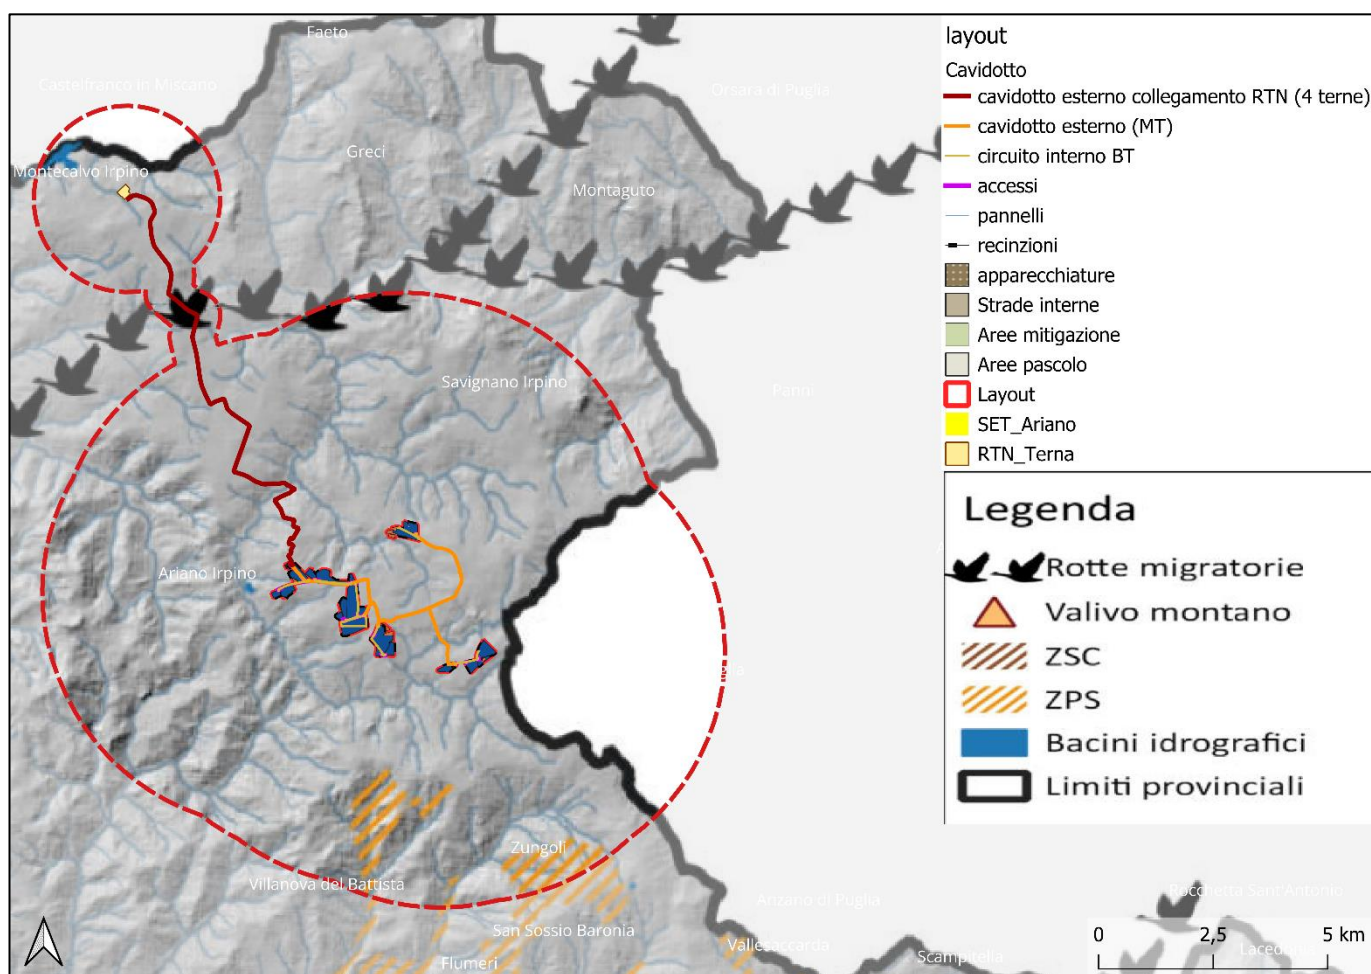 Faeto
Castelfranco in Miscano
Orsara di Puglia
Greci
Montecalvo Irpino
Montaguto
Savignano Irpino
Panni
Ariano Irpino
Zungoli
Villanova del Battista
Anzano di Puglia
San Sossio Baronia
Vallesaccarda
Flumeri
Scampitella
Rocchetta Sant'Antonio
Lacedonia
0 2,5 5 km
layout
Cavidotto
cavidotto esterno collegamento RTN (4 terne)
cavidotto esterno (MT)
circuito interno BT
accessi
pannelli
recinzioni
apparecchiature
Strade interne
Aree mitigazione
Aree pascolo
Layout
SET_Ariano
RTN_Terna
Legenda
Rotte migratorie
Valivo montano
ZSC
ZPS
Bacini idrografici
Limiti provinciali